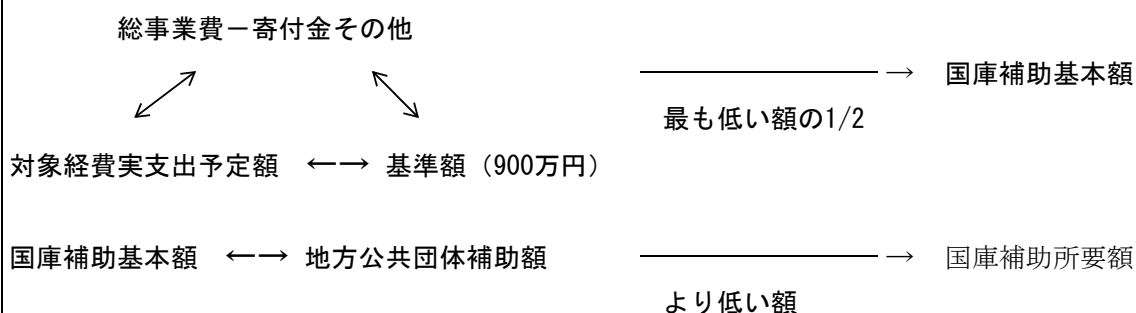 総事業費－寄付金その他
→ 国庫補助基本額
最も低い額の1/2
対象経費実支出予定額 ←→ 基準額（900万円）
国庫補助基本額 ←→ 地方公共団体補助額 → 国庫補助所要額
より低い額